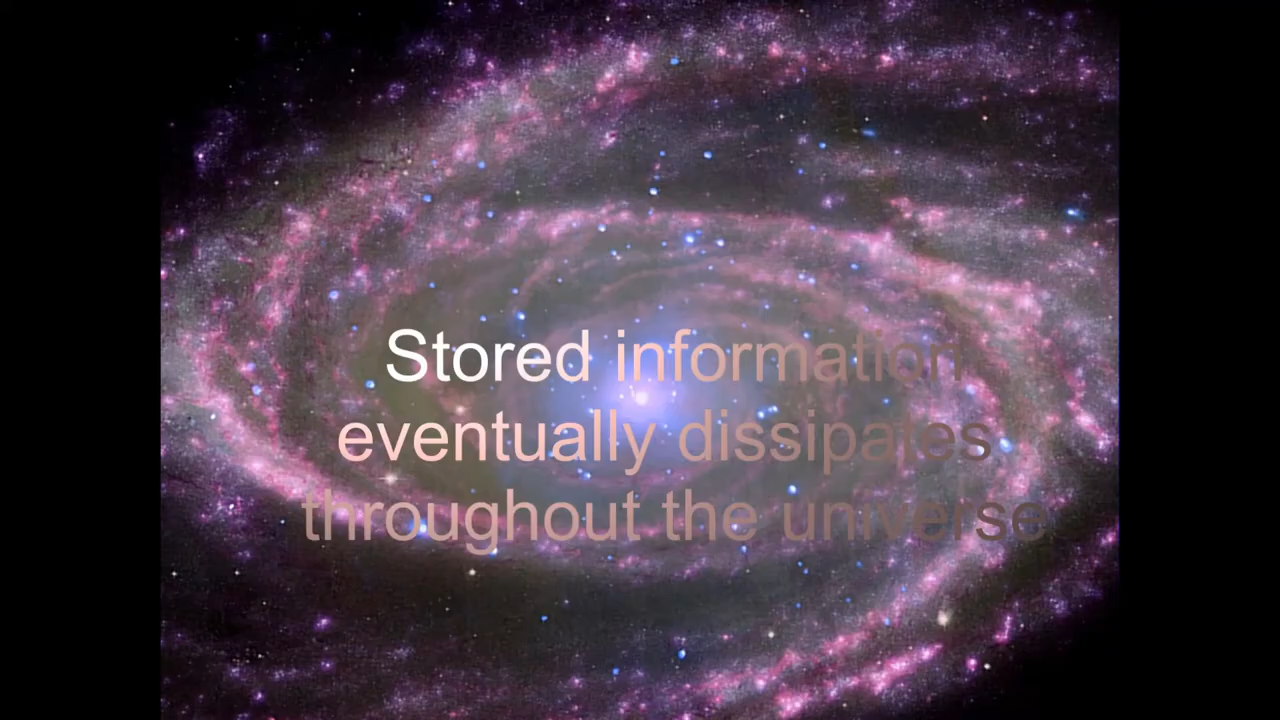 Stored information
eventually dissipates
throughout the universe